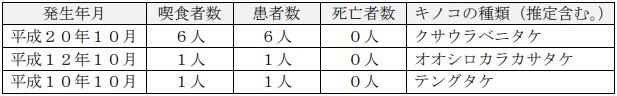 発生年月 喫食者数 患者数 死亡者数 キノコの種類（推定含む。）
平成２０年１０月 ６人 ６人 ０人 クサウラベニタケ
平成１２年１０月 １人 １人 ０人 オオシロカラカサタケ
平成１０年１０月 １人 １人 ０人 テングタケ